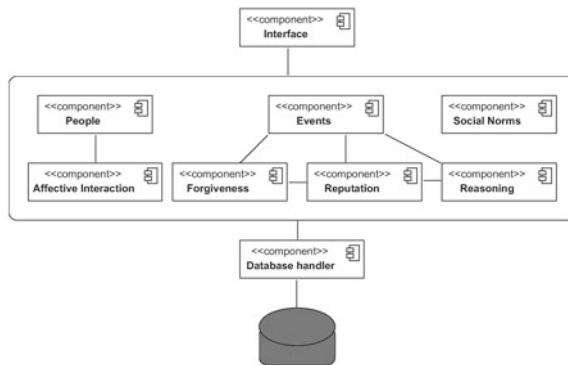 <<component>>
Interface
<<component>>
People
<<component>>
Events
<<component>>
Social Norms
<<component>>
Affective Interaction
<<component>>
Forgiveness
<<component>>
Reputation
<<component>>
Reasoning
<<component>>
Database handler